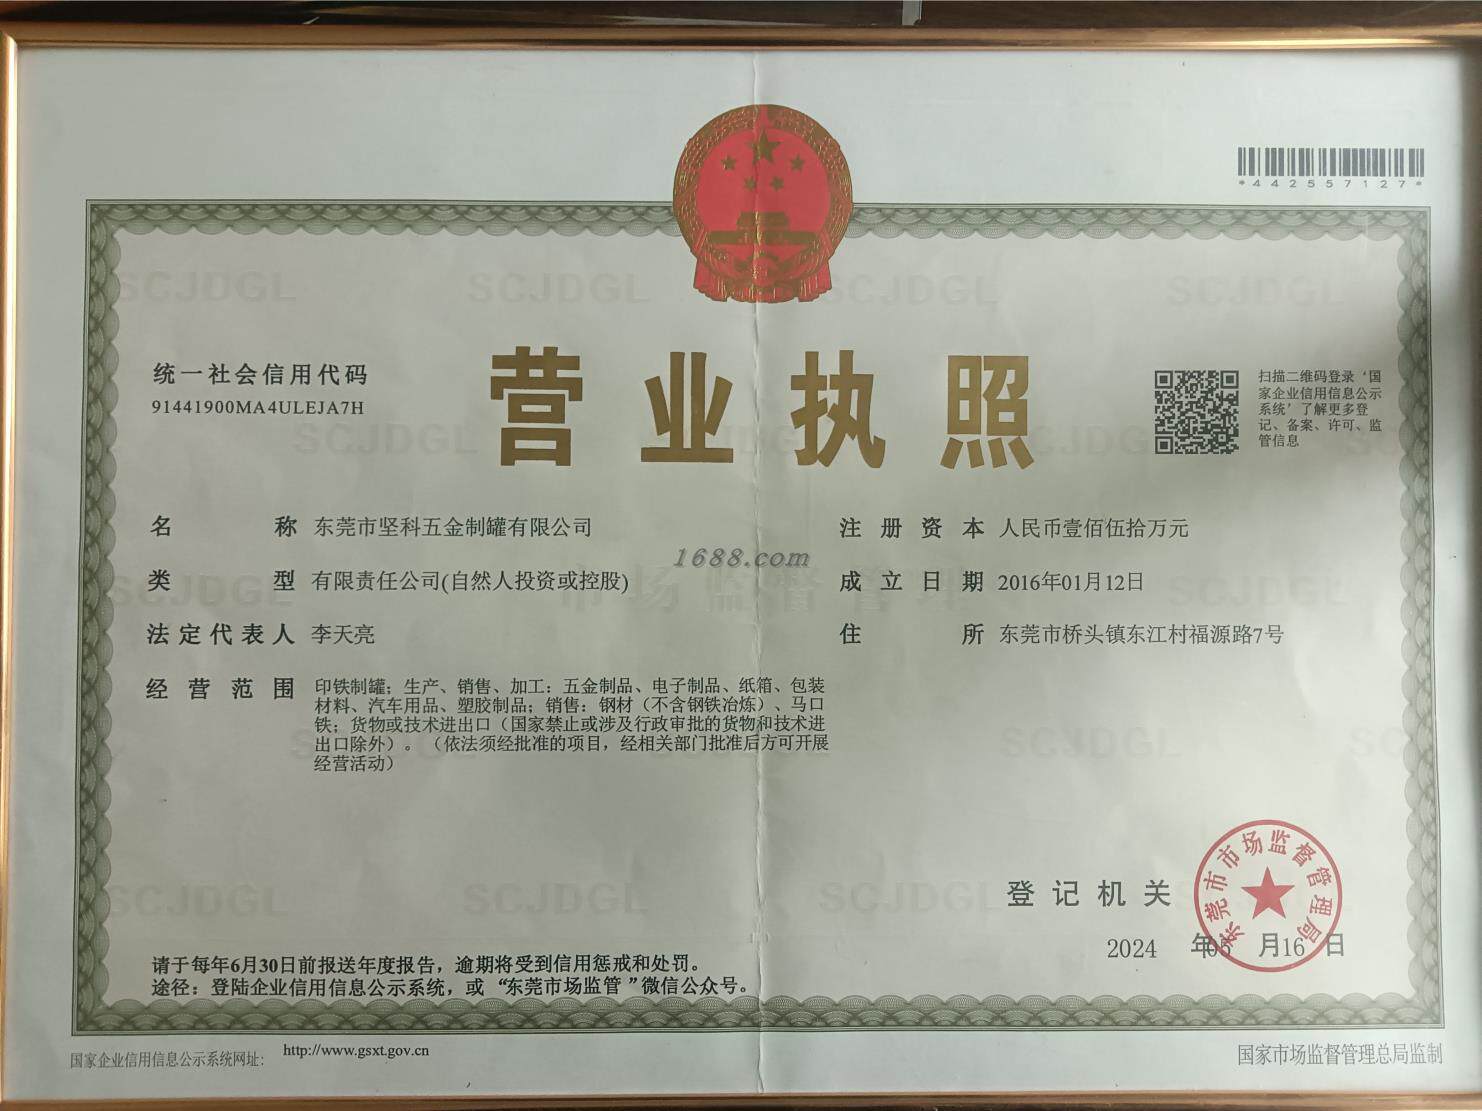 *442557127*
统一社会信用代码
91441900MA4ULEJA7H
营业执照
扫描二维码登录‘国
家企业信用信息公示
系统’了解更多登
记、备案、许可、监
管信息
名称 东莞市坚科五金制罐有限公司
注册资本 人民币壹佰伍拾万元
1688.com
类型 有限责任公司(自然人投资或控股)
成立日期 2016年01月12日
法定代表人 李天亮
住所 东莞市桥头镇东江村福源路7号
经营范围 印铁制罐；生产、销售、加工：五金制品、电子制品、纸箱、包装
材料、汽车用品、塑胶制品；销售：钢材（不含钢铁冶炼）、马口
铁；货物或技术进出口（国家禁止或涉及行政审批的货物和技术进
出口除外）。（依法须经批准的项目，经相关部门批准后方可开展
经营活动）
SCJDGL
市场监督管理
登记机关
东莞市市场监督管理局
2024 年05 月16 日
请于每年6月30日前报送年度报告，逾期将受到信用惩戒和处罚。
途径：登陆企业信用信息公示系统，或“东莞市场监管”微信公众号。
国家企业信用信息公示系统网址： http://www.gsxt.gov.cn
国家市场监督管理总局监制